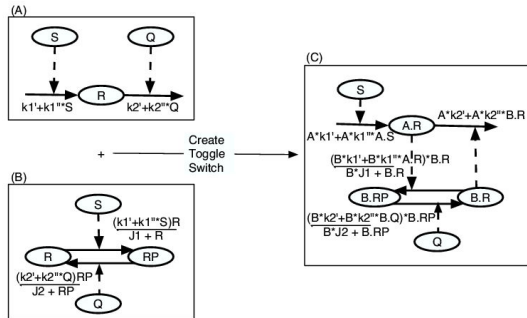 (A)
S
Q
R
k1'+k1"*S
k2'+k2"*Q
+
Create
Toggle
Switch
(B)
S
(k1'+k1"*S)R
J1 + R
R
RP
(k2'+k2"*Q)RP
J2 + RP
Q
(C)
S
A*k1'+A*k1"*A.S
A.R
A*k2'+A*k2"*B.R
(B*k1'+B*k1"*A.R)*B.R
B*J1 + B.R
B.RP
B.R
(B*k2'+B*k2"*B.Q)*B.RP
B*J2 + B.RP
Q